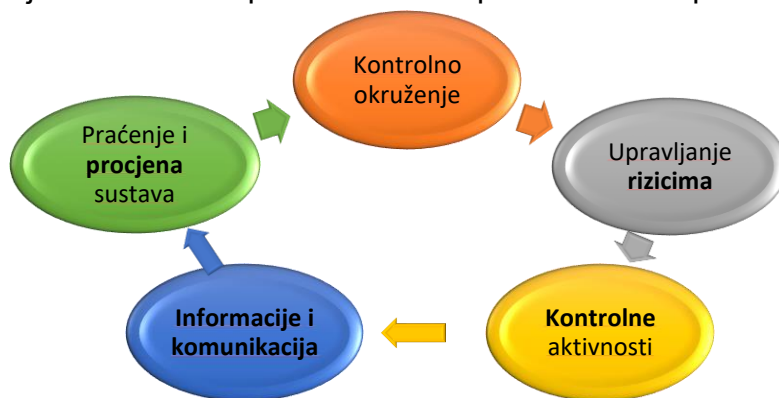 Kontrolno
okruženje
Upravljanje
rizicima
Kontrolne
aktivnosti
Informacije i
komunikacija
Praćenje i
procjena
sustava